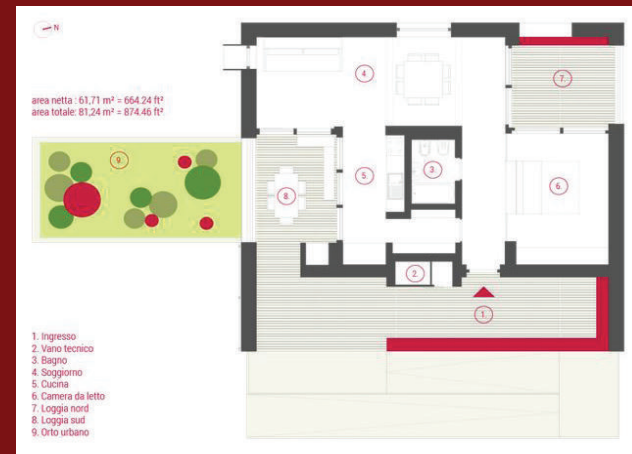 N
area netta : 61,71 m² = 664.24 ft²
area totale: 81,24 m² = 874.46 ft²
4.
7.
9.
3.
6.
5.
8.
2.
1.
1. Ingresso
2. Vano tecnico
3. Bagno
4. Soggiorno
5. Cucina
6. Camera da letto
7. Loggia nord
8. Loggia sud
9. Orto urbano